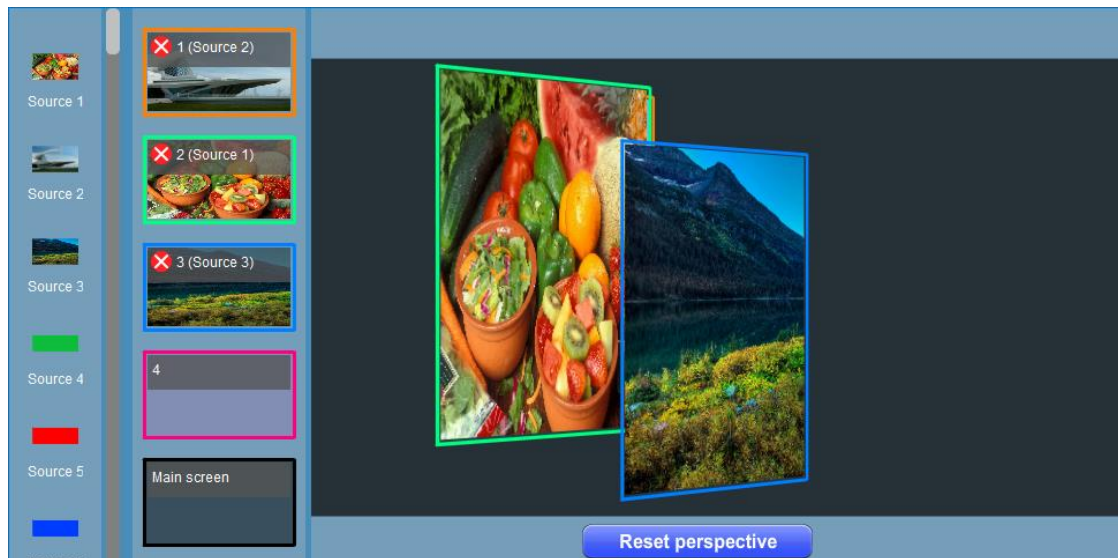 Source 1
Source 2
Source 3
Source 4
Source 5
1 (Source 2)
2 (Source 1)
3 (Source 3)
4
Main screen
Reset perspective